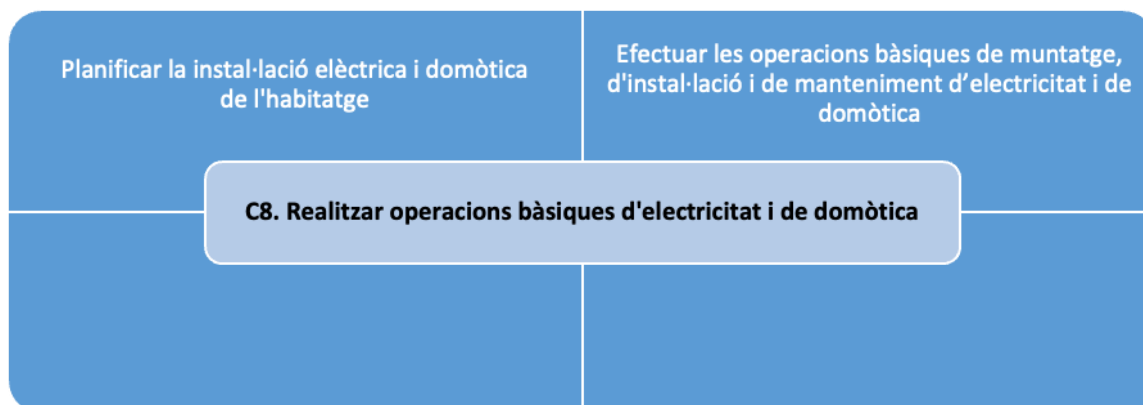 Planificar la instal·lació elèctrica i domòtica
de l'habitatge
Efectuar les operacions bàsiques de muntatge,
d'instal·lació i de manteniment d’electricitat i de
domòtica
C8. Realitzar operacions bàsiques d'electricitat i de domòtica